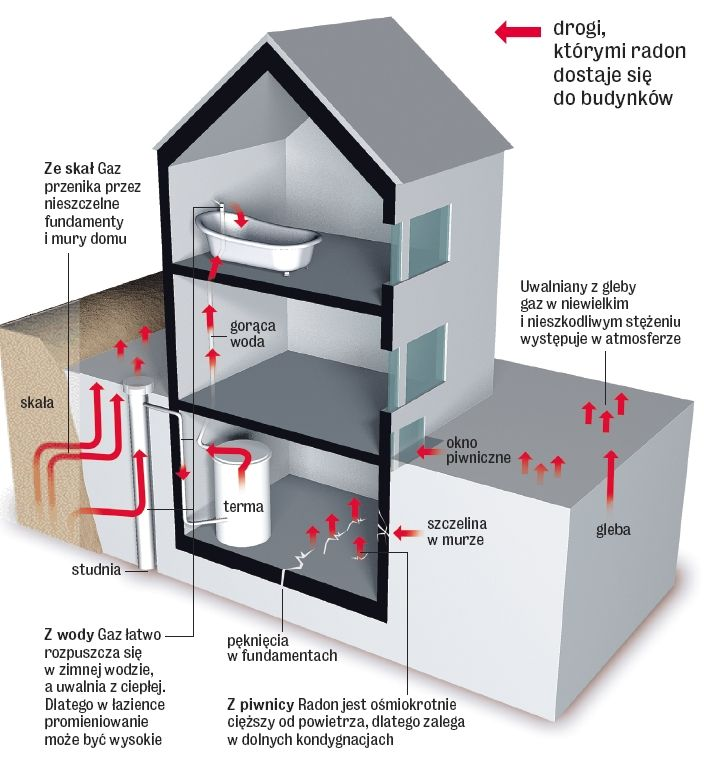 drogi,
którymi radon
dostaje się
do budynków
Ze skał Gaz
przenika przez
nieszczelne
fundamenty
i mury domu
Uwalniany z gleby
gaz w niewielkim
i nieszkodliwym stężeniu
występuje w atmosferze
gorąca
woda
skała
okno
piwniczne
terma
szczelina
w murze
gleba
studnia
pęknięcia
w fundamentach
Z wody Gaz łatwo
rozpuszcza się
w zimnej wodzie,
a uwalnia z ciepłej.
Dlatego w łazience
promieniowanie
może być wysokie
Z piwnicy Radon jest ośmiokrotnie
cięższy od powietrza, dlatego zalega
w dolnych kondygnacjach